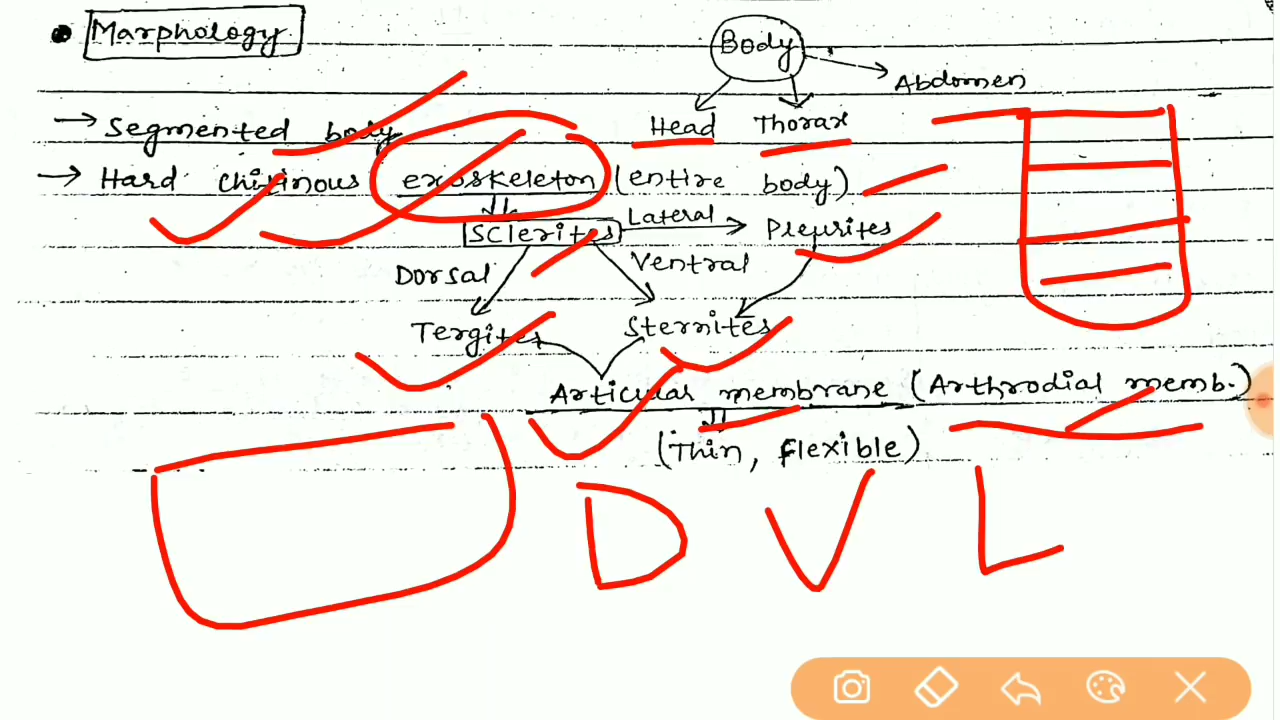 Marphology
Body
Abdomen
Head Thorax
→ Segmented body
→ Hard chitinous exoskeleton (entire body)
Sclerites Lateral → Pleurites
Dorsal Ventral
Tergites Sternites
Articular membrane (Arthrodial memb.)
(Thin, flexible)
D V L